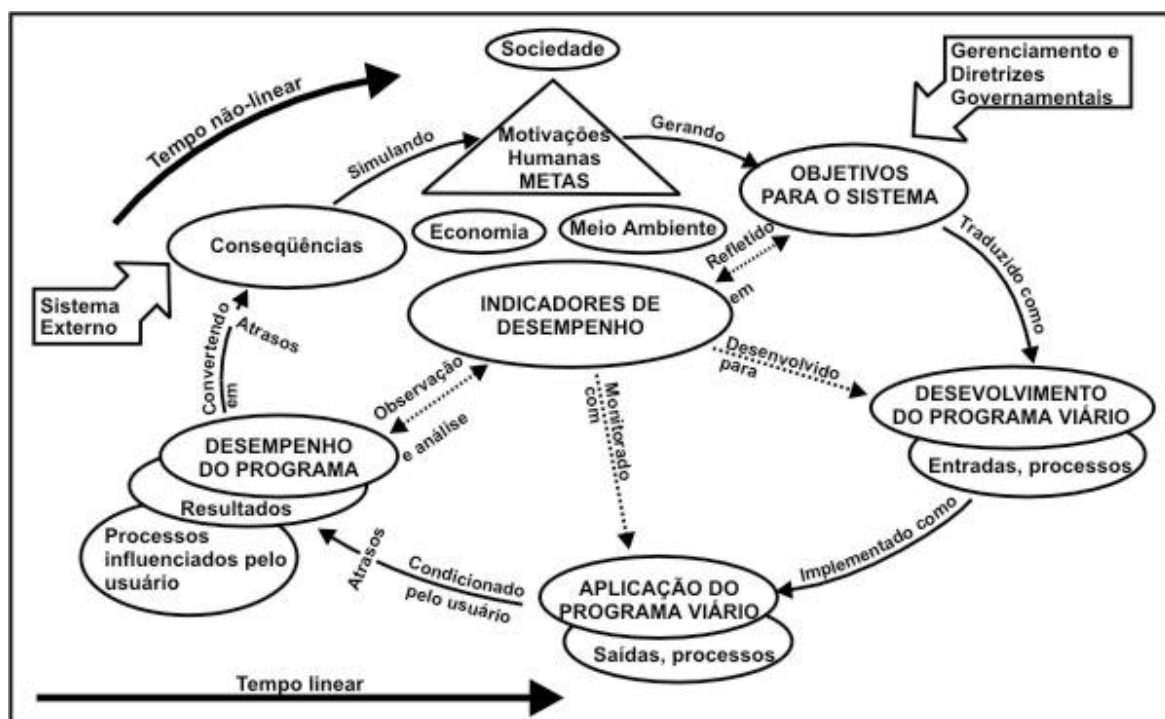 Sociedade
Gerenciamento e
Diretrizes
Governamentais
Tempo não-linear
Simulando
Motivações
Humanas
METAS
Gerando
OBJETIVOS
PARA O SISTEMA
Conseqüências
Economia
Meio Ambiente
Refletido
em
Traduzido como
Sistema
Externo
INDICADORES DE
DESEMPENHO
Convertendo
em
Atrasos
Observação
e análise
Monitorado
com
Desenvolvido
para
DESEVOLVIMENTO
DO PROGRAMA VIÁRIO
Entradas, processos
DESEMPENHO
DO PROGRAMA
Resultados
Processos
influenciados pelo
usuário
Atrasos
Condicionado
pelo usuário
Implementado como
APLICAÇÃO DO
PROGRAMA VIÁRIO
Saídas, processos
Tempo linear